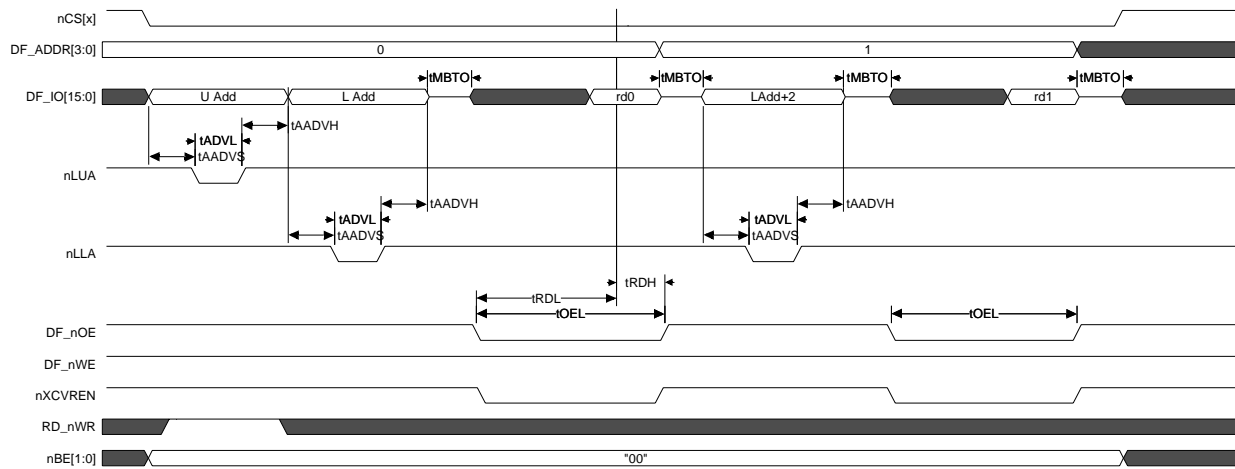 nCS[x]
DF_ADDR[3:0] 0 1
tMBTO tMBTO tMBTO tMBTO
DF_IO[15:0] U Add L Add rd0 LAdd+2 rd1
tAADVH
tADVL
tAADVS
nLUA
tAADVH tAADVH
tADVL tADVL
tAADVS tAADVS
nLLA
tRDH
tRDL
tOEL tOEL
DF_nOE
DF_nWE
nXCVREN
RD_nWR
nBE[1:0] "00"